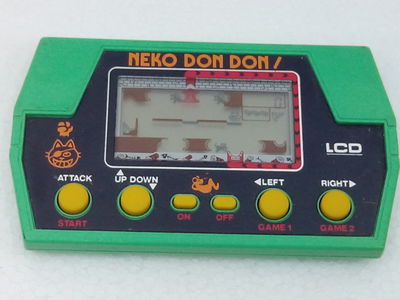 NEKO DON DON!
LCD
ATTACK
UP DOWN
◀LEFT
RIGHT▶
START
ON
OFF
GAME 1
GAME 2